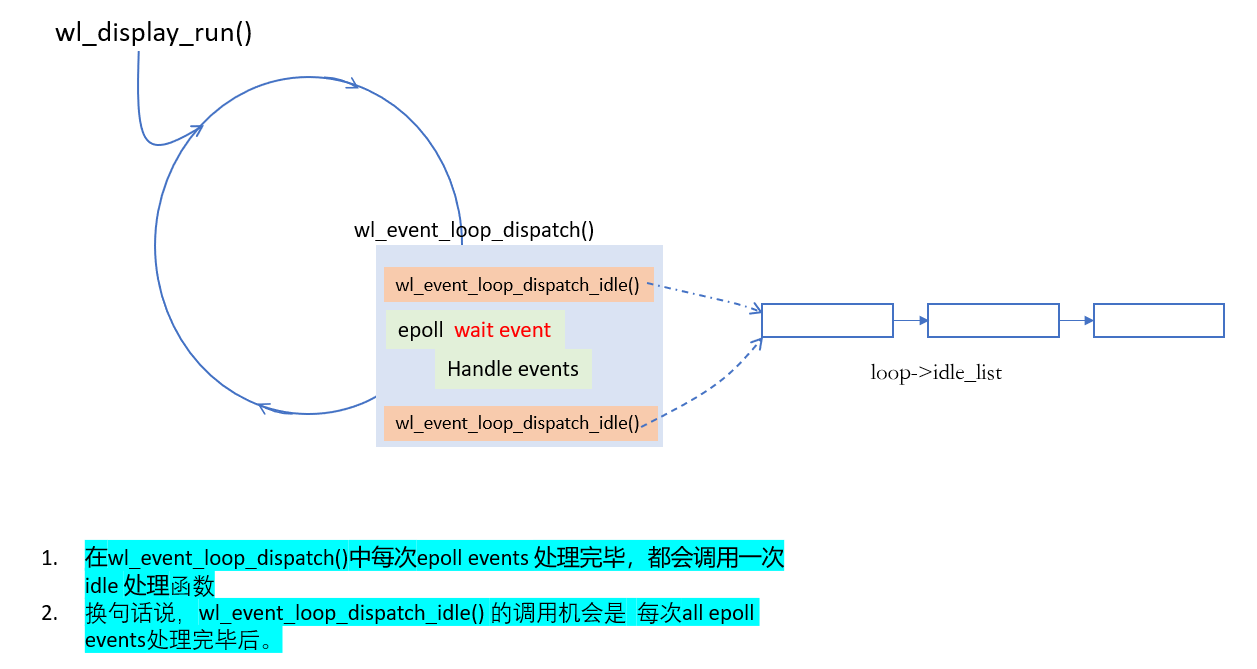 wl_display_run()
wl_event_loop_dispatch()
wl_event_loop_dispatch_idle()
epoll wait event
Handle events
wl_event_loop_dispatch_idle()
loop->idle_list
1. 在wl_event_loop_dispatch()中每次epoll events 处理完毕，都会调用一次
idle 处理函数
2. 换句话说，wl_event_loop_dispatch_idle() 的调用机会是 每次all epoll
events处理完毕后。